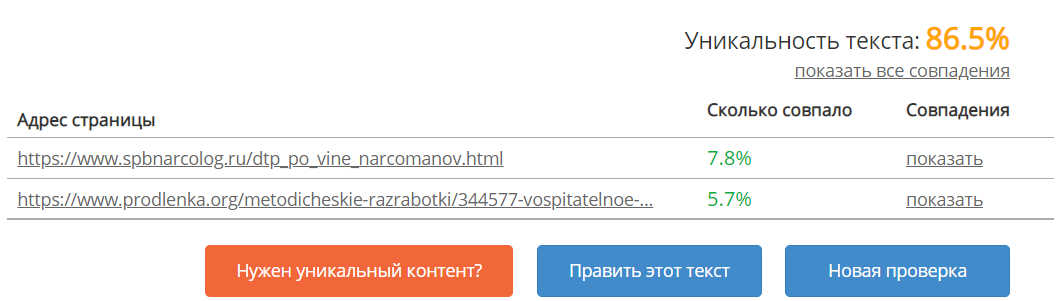 Уникальность текста: 86.5%
показать все совпадения
Адрес страницы Сколько совпало Совпадения
https://www.spbnarcolog.ru/dtp_po_vine_narcomanov.html 7.8% показать
https://www.prodlenka.org/metodicheskie-razrabotki/344577-vospitatelnoe-... 5.7% показать
Нужен уникальный контент? Править этот текст Новая проверка